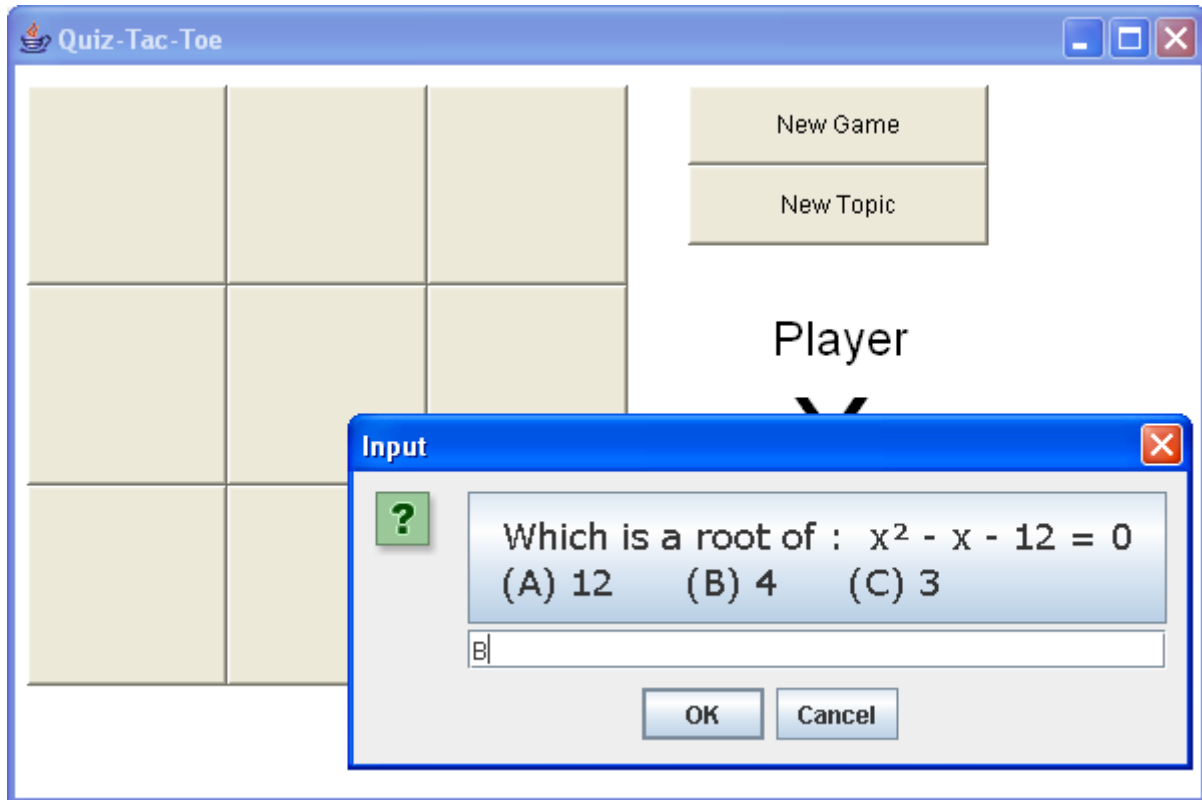 Quiz-Tac-Toe
New Game
New Topic
Player
Input
?
Which is a root of : x² - x - 12 = 0
(A) 12 (B) 4 (C) 3
B
OK Cancel